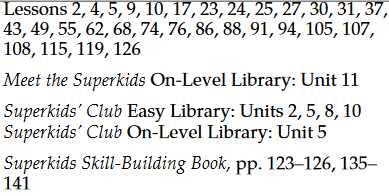 Lessons 2, 4, 5, 9, 10, 17, 23, 24, 25, 27, 30, 31, 37,
43, 49, 55, 62, 68, 74, 76, 86, 88, 91, 94, 105, 107,
108, 115, 119, 126
Meet the Superkids On-Level Library: Unit 11
Superkids’ Club Easy Library: Units 2, 5, 8, 10
Superkids’ Club On-Level Library: Unit 5
Superkids Skill-Building Book, pp. 123–126, 135–
141